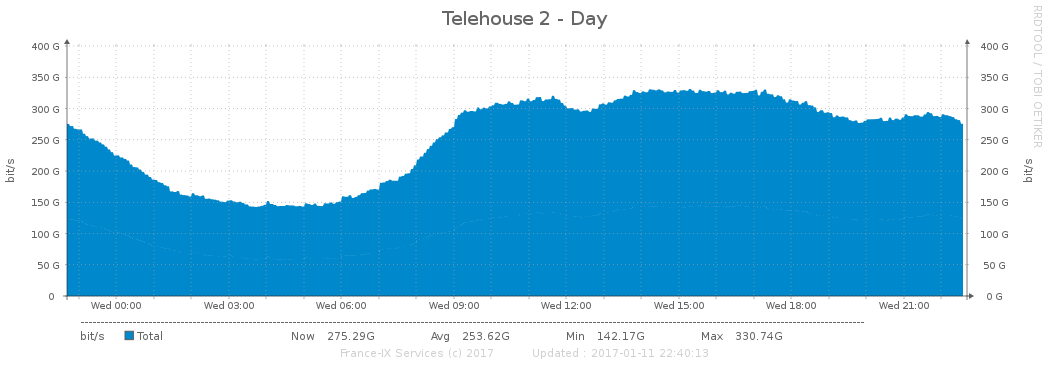 Telehouse 2 - Day
RRDTOOL / TOBI OETIKER
400 G 400 G
350 G 350 G
300 G 300 G
250 G 250 G
200 G 200 G
150 G 150 G
100 G 100 G
50 G 50 G
0 0 G
bit/s bit/s
Wed 00:00 Wed 03:00 Wed 06:00 Wed 09:00 Wed 12:00 Wed 15:00 Wed 18:00 Wed 21:00
bit/s Total Now 275.29G Avg 253.62G Min 142.17G Max 330.74G
France-IX Services (c) 2017 Updated : 2017-01-11 22:40:13